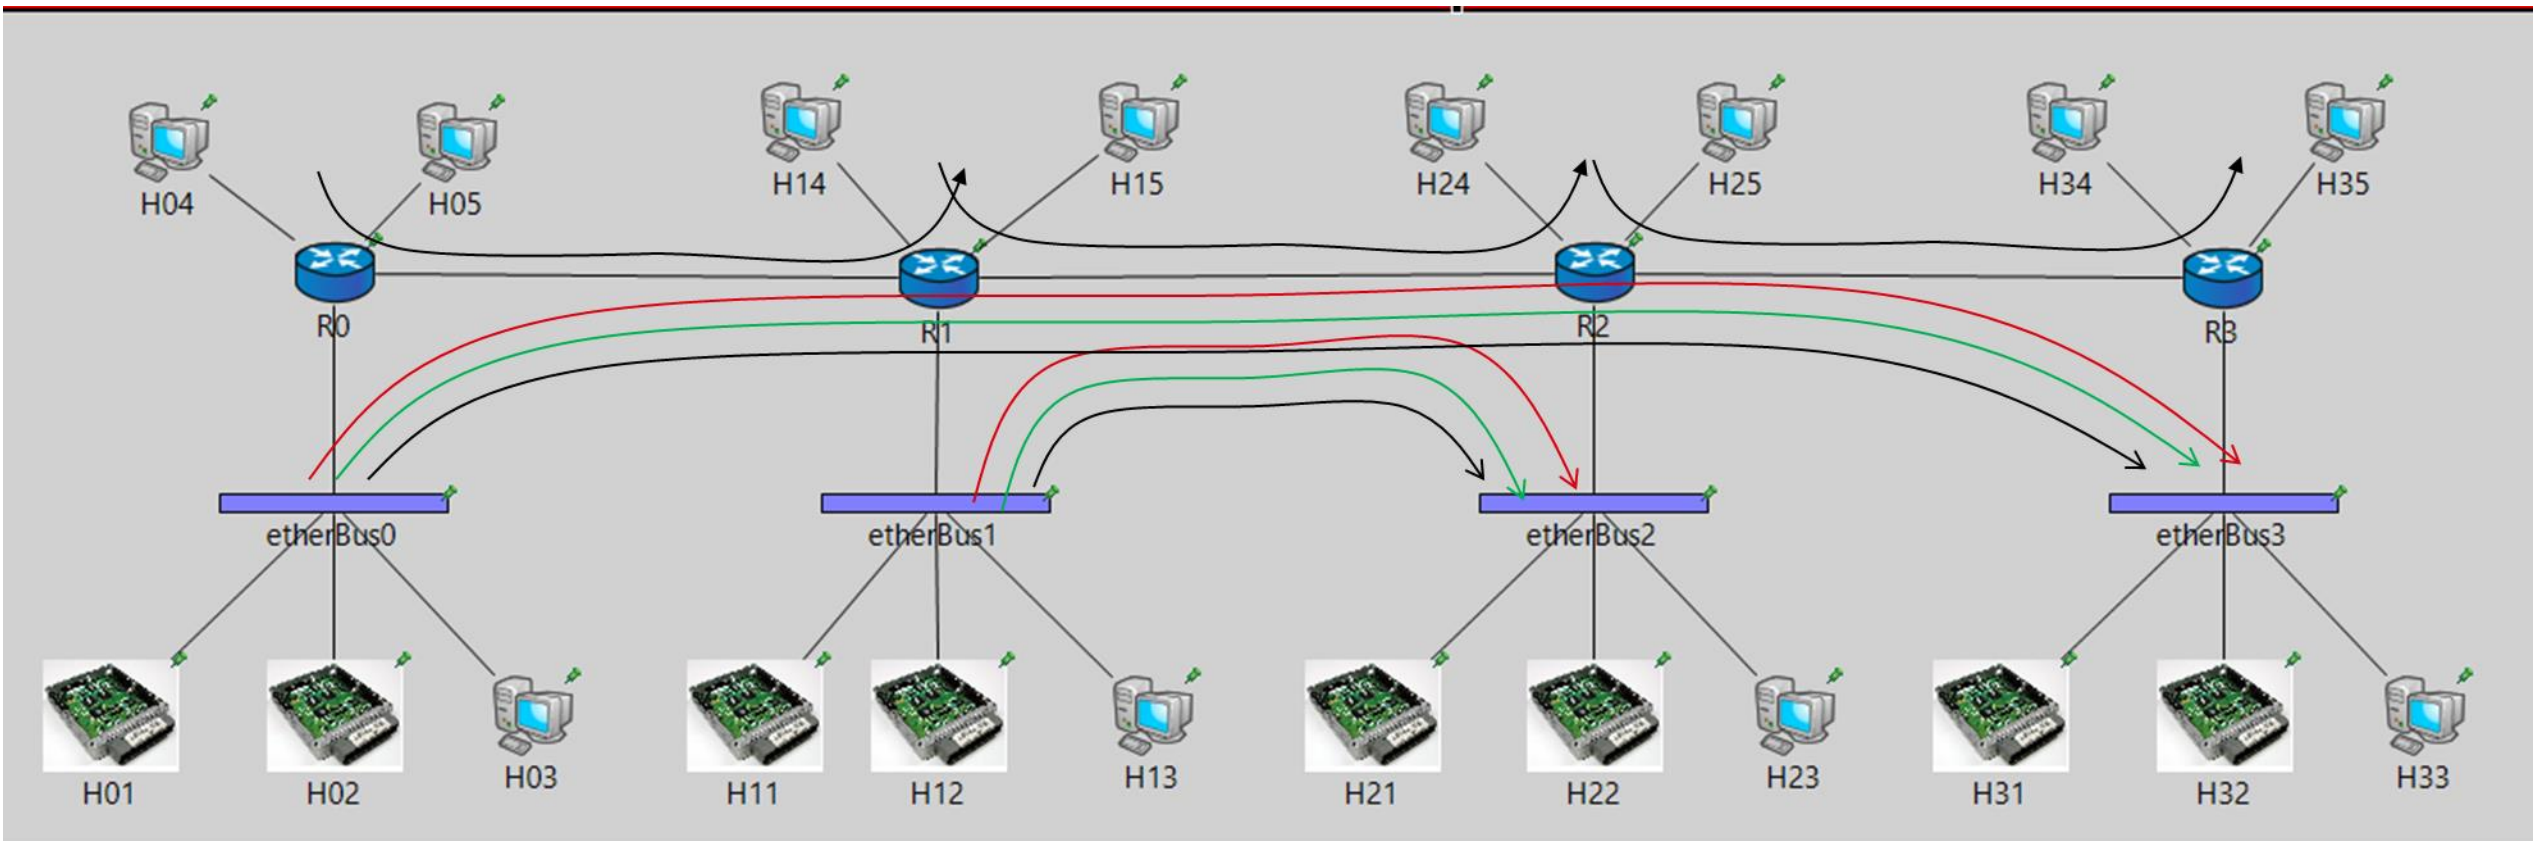 H04
H05
H14
H15
H24
H25
H34
H35
R0
R1
R2
R3
etherBus0
etherBus1
etherBus2
etherBus3
H01
H02
H03
H11
H12
H13
H21
H22
H23
H31
H32
H33